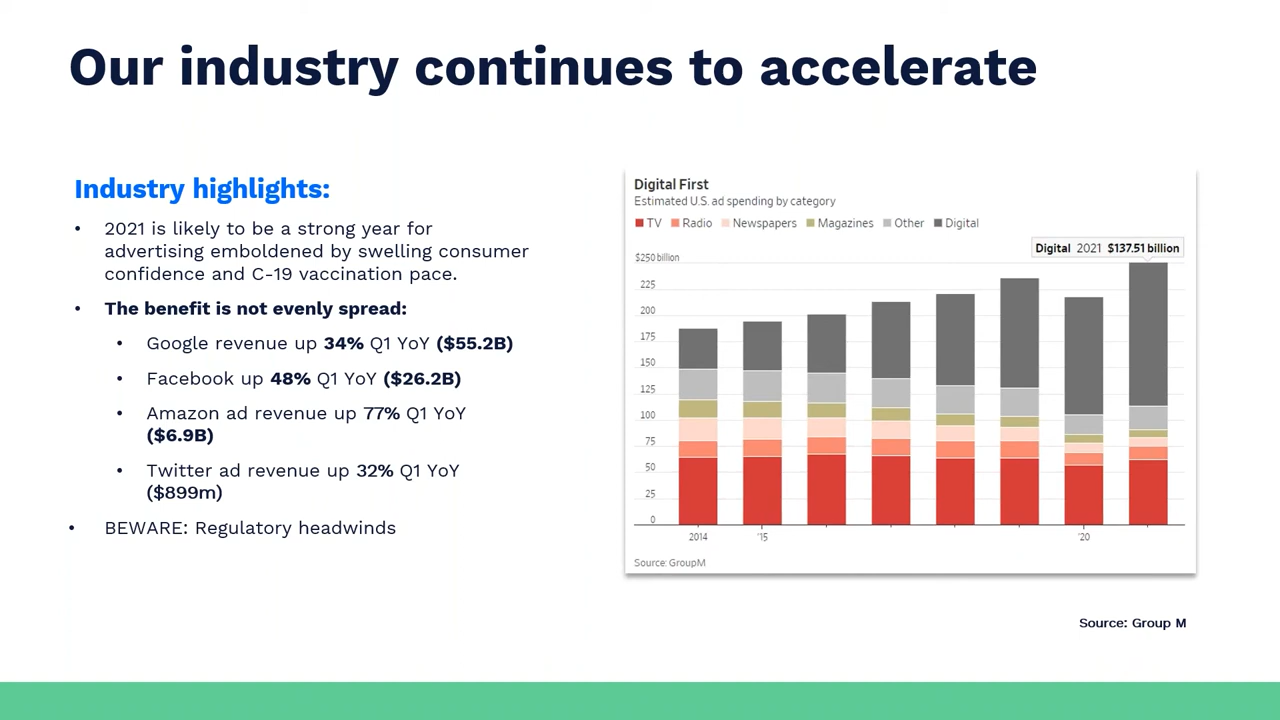 Our industry continues to accelerate
Industry highlights:
• 2021 is likely to be a strong year for
advertising emboldened by swelling consumer
confidence and C-19 vaccination pace.
• The benefit is not evenly spread:
• Google revenue up 34% Q1 YoY ($55.2B)
• Facebook up 48% Q1 YoY ($26.2B)
• Amazon ad revenue up 77% Q1 YoY
($6.9B)
• Twitter ad revenue up 32% Q1 YoY
($899m)
• BEWARE: Regulatory headwinds
Digital First
Estimated U.S. ad spending by category
TV Radio Newspapers Magazines Other Digital
Digital 2021 $137.51 billion
$250 billion
225
200
175
150
125
100
75
50
25
0
2014 '15 '20
Source: GroupM
Source: Group M